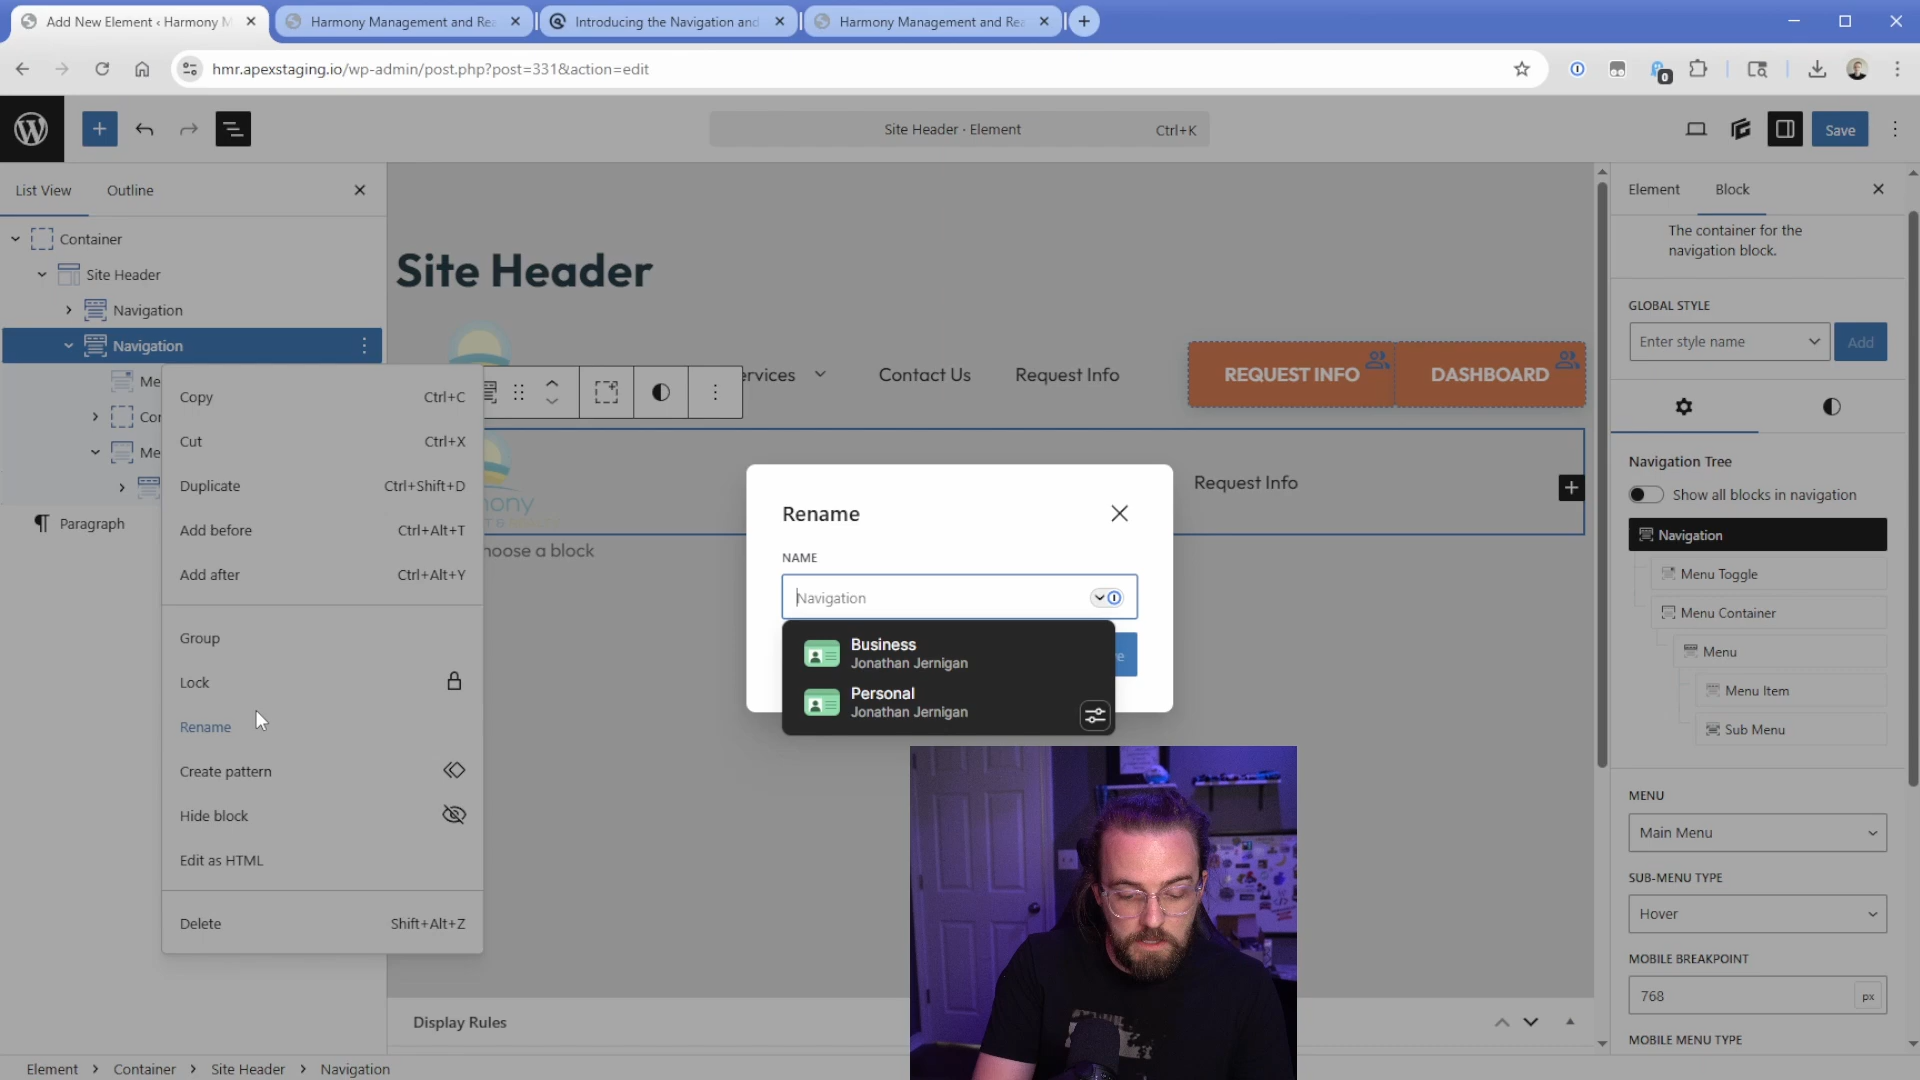 Add New Element ‹ Harmony M
Harmony Management and Rea
Introducing the Navigation and
Harmony Management and Rea
hmr.apexstaging.io/wp-admin/post.php?post=331&action=edit
0
Site Header · Element
Ctrl+K
Save
List View
Outline
Container
Site Header
Navigation
Navigation
Me
Con
Me
Paragraph
Copy
Ctrl+C
Cut
Ctrl+X
Duplicate
Ctrl+Shift+D
Add before
Ctrl+Alt+T
Add after
Ctrl+Alt+Y
Group
Lock
Rename
Create pattern
Hide block
Edit as HTML
Delete
Shift+Alt+Z
Site Header
ervices
Contact Us
Request Info
REQUEST INFO
DASHBOARD
ony
Request Info
hoose a block
Rename
NAME
Navigation
Business
Jonathan Jernigan
Personal
Jonathan Jernigan
e
Display Rules
Element
Block
The container for the
navigation block.
GLOBAL STYLE
Enter style name
Add
Navigation Tree
Show all blocks in navigation
Navigation
Menu Toggle
Menu Container
Menu
Menu Item
Sub Menu
MENU
Main Menu
SUB-MENU TYPE
Hover
MOBILE BREAKPOINT
768
px
MOBILE MENU TYPE
Element
Container
Site Header
Navigation